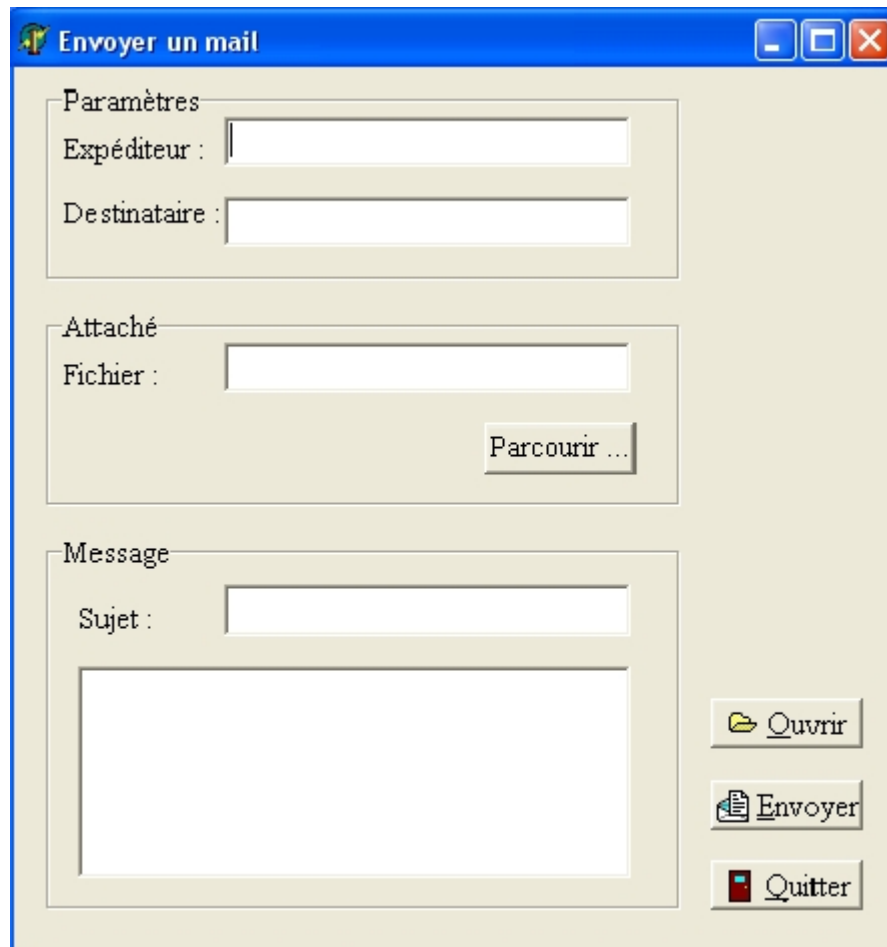 Envoyer un mail
Paramètres
Expéditeur :
Destinataire :
Attaché
Fichier :
Parcourir ...
Message
Sujet :
Ouvrir
Envoyer
Quitter